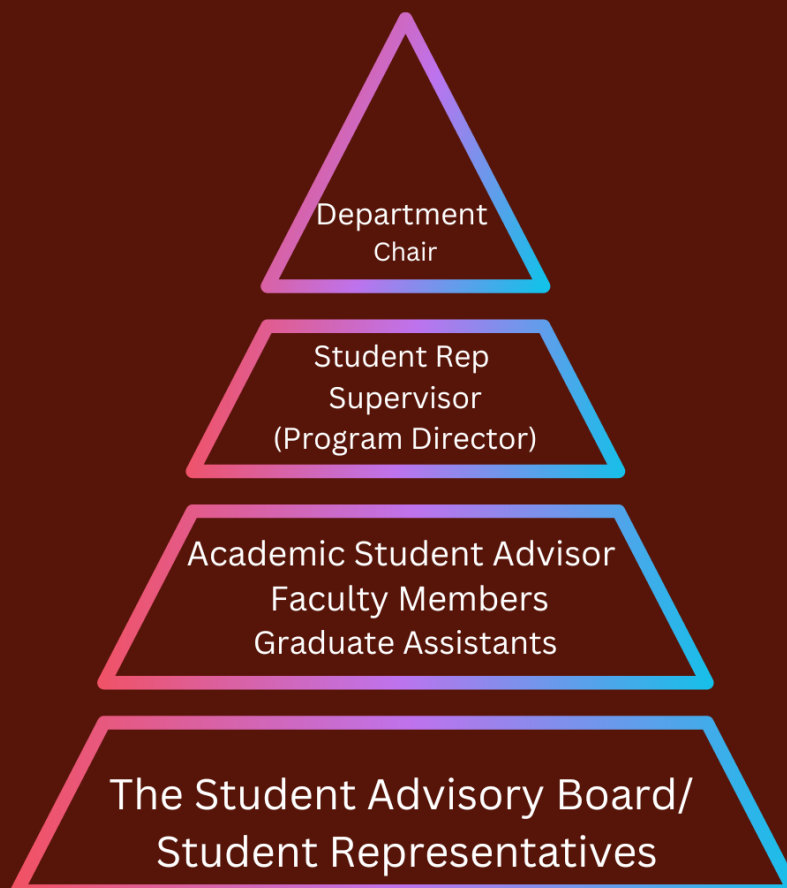 Department
Chair
Student Rep
Supervisor
(Program Director)
Academic Student Advisor
Faculty Members
Graduate Assistants
The Student Advisory Board/
Student Representatives